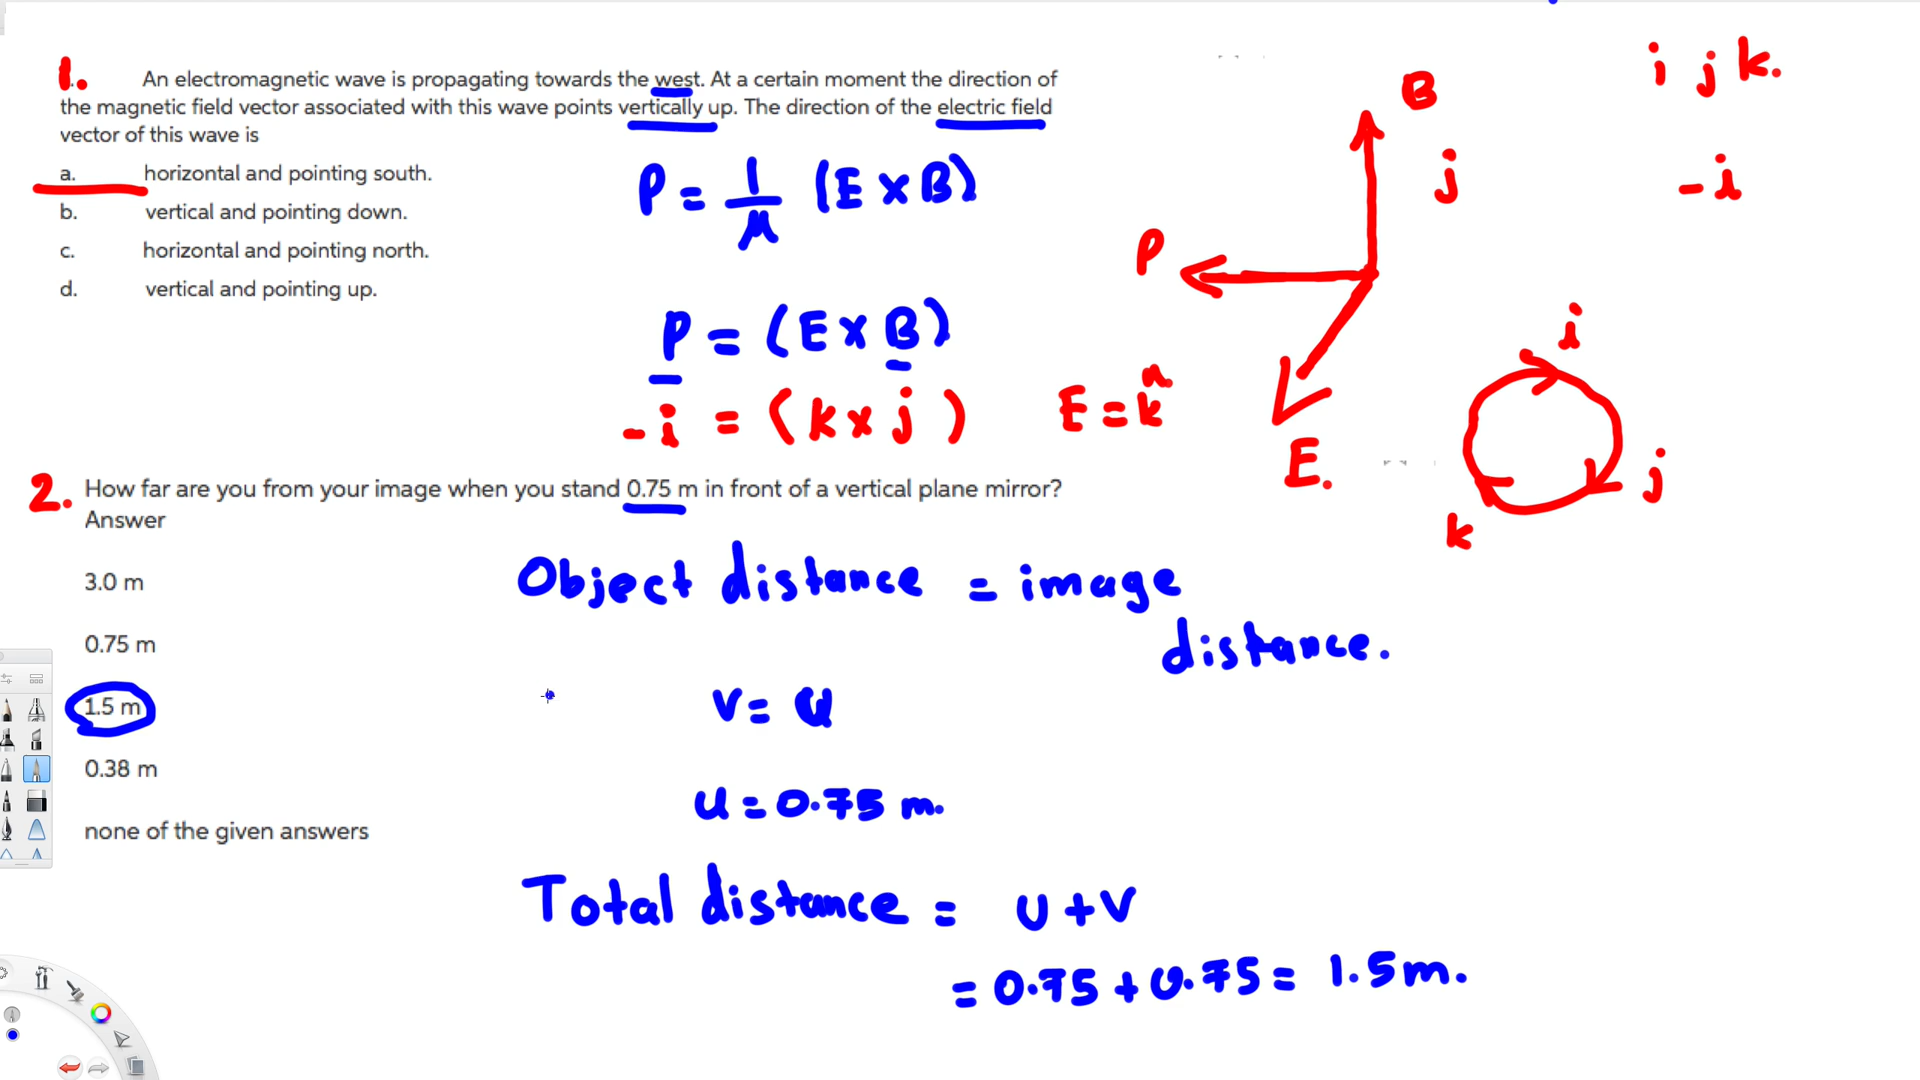 1. An electromagnetic wave is propagating towards the west. At a certain moment the direction of
the magnetic field vector associated with this wave points vertically up. The direction of the electric field
vector of this wave is
a. horizontal and pointing south.
b. vertical and pointing down.
c. horizontal and pointing north.
d. vertical and pointing up.
P = 1/μ (E × B)
P = (E × B)
-i = (k × j)
E = k̂
B
j
P
E.
i j k.
-i
i
j
k
2. How far are you from your image when you stand 0.75 m in front of a vertical plane mirror?
Answer
3.0 m
0.75 m
1.5 m
0.38 m
none of the given answers
Object distance = image
distance.
v = u
u = 0.75 m.
Total distance = u + v
= 0.75 + 0.75 = 1.5 m.